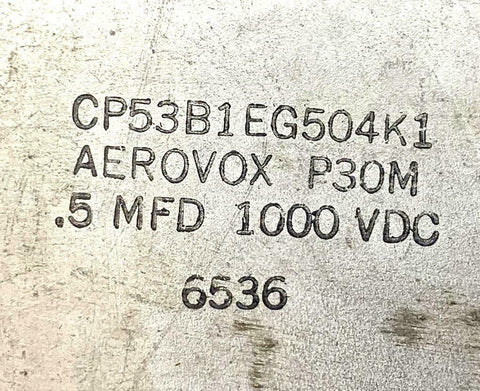 CP53B1EG504K1
AEROVOX P30M
.5 MFD 1000 VDC
6536